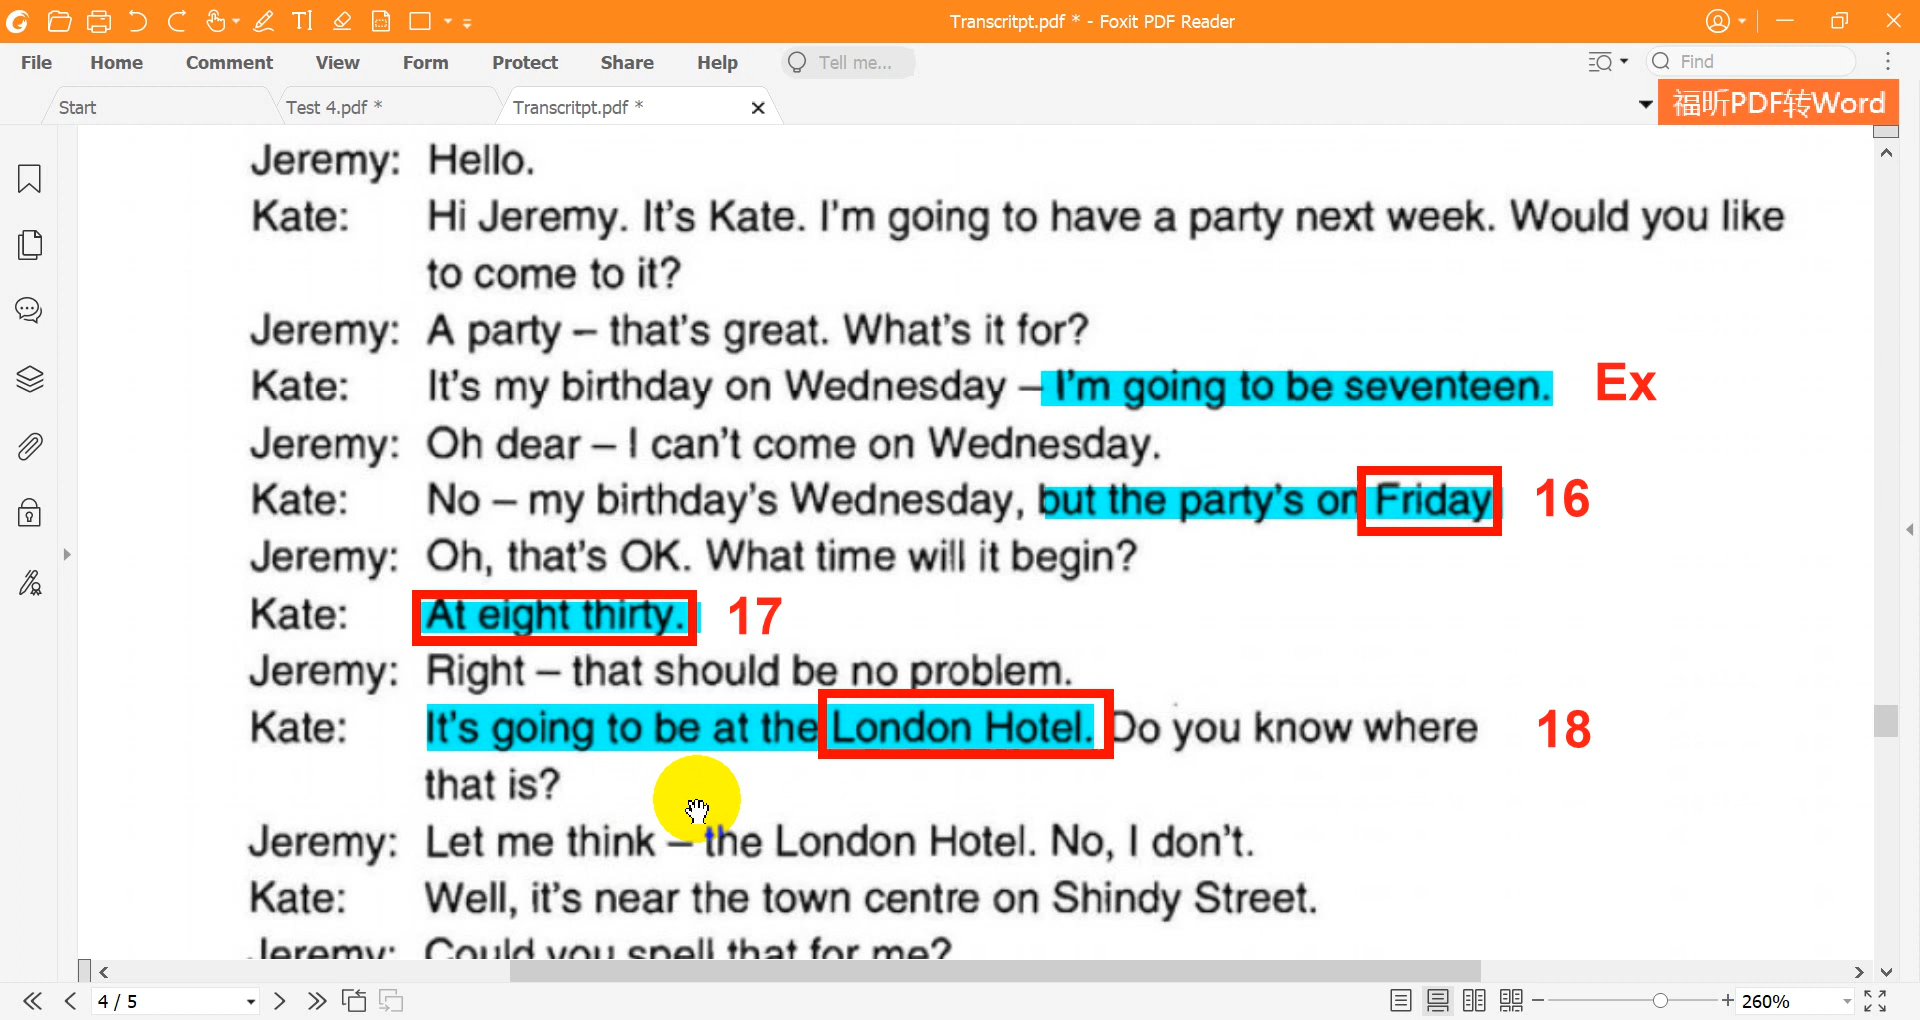 Transcritpt.pdf * - Foxit PDF Reader
File Home Comment View Form Protect Share Help Tell me... Find
Start Test 4.pdf * Transcritpt.pdf * 福昕PDF转Word
Jeremy: Hello.
Kate: Hi Jeremy. It's Kate. I'm going to have a party next week. Would you like
to come to it?
Jeremy: A party – that's great. What's it for?
Kate: It's my birthday on Wednesday – I'm going to be seventeen. Ex
Jeremy: Oh dear – I can't come on Wednesday.
Kate: No – my birthday's Wednesday, but the party's on Friday 16
Jeremy: Oh, that's OK. What time will it begin?
Kate: At eight thirty. 17
Jeremy: Right – that should be no problem.
Kate: It's going to be at the London Hotel. Do you know where 18
that is?
Jeremy: Let me think – the London Hotel. No, I don't.
Kate: Well, it's near the town centre on Shindy Street.
Jeremy: Could you spell that for me?
4 / 5 260%